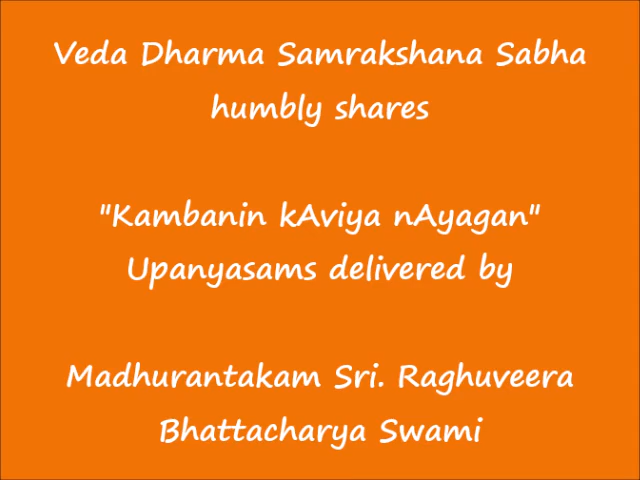 Veda Dharma Samrakshana Sabha
humbly shares
"Kambanin kAviya nAyagan"
Upanyasams delivered by
Madhurantakam Sri. Raghuveera
Bhattacharya Swami